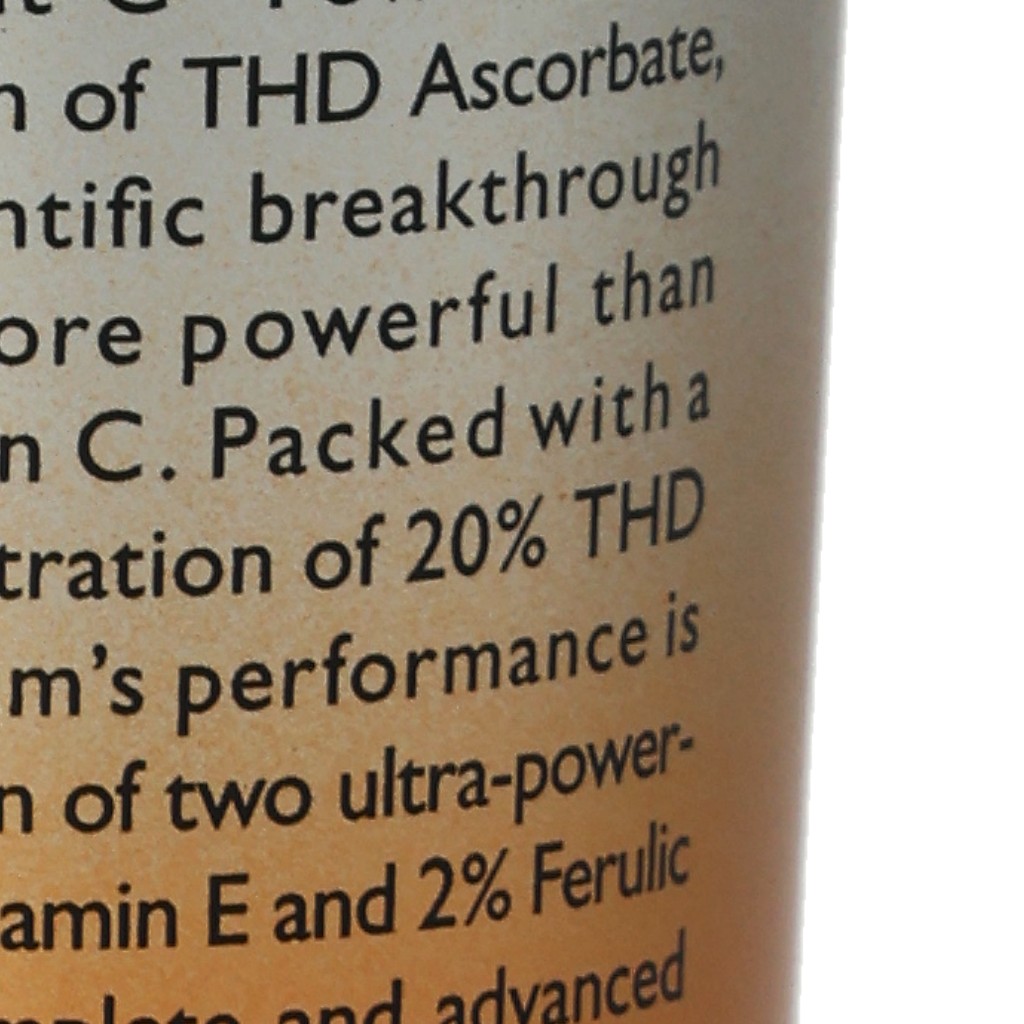 n of THD Ascorbate,
ntific breakthrough
ore powerful than
n C. Packed with a
tration of 20% THD
m's performance is
n of two ultra-power-
amin E and 2% Ferulic
and advanced